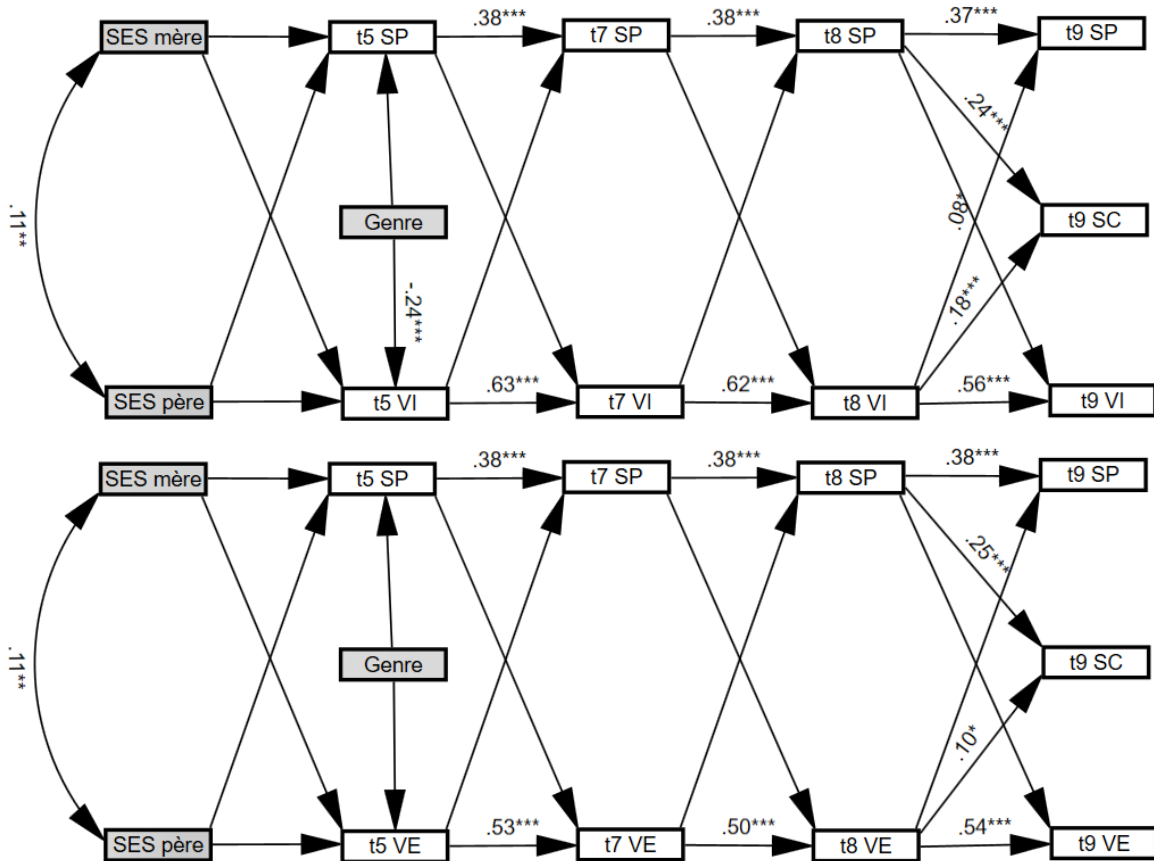 .38***
.38***
.37***
SES mère
t5 SP
t7 SP
t8 SP
t9 SP
.24***
.11**
Genre
.08*
t9 SC
-.24***
.18***
.63***
.62***
.56***
SES père
t5 VI
t7 VI
t8 VI
t9 VI
.38***
.38***
.38***
SES mère
t5 SP
t7 SP
t8 SP
t9 SP
.25***
.11**
Genre
t9 SC
.10*
.53***
.50***
.54***
SES père
t5 VE
t7 VE
t8 VE
t9 VE